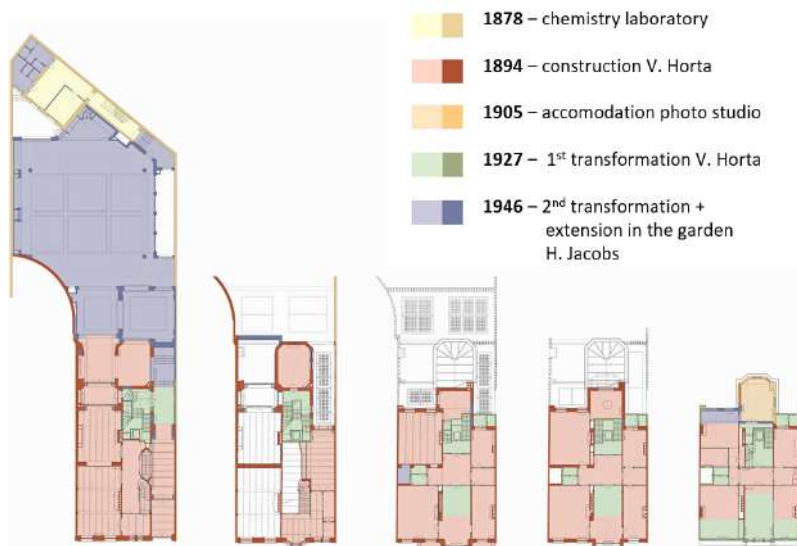 1878 – chemistry laboratory
1894 – construction V. Horta
1905 – accomodation photo studio
1927 – 1st transformation V. Horta
1946 – 2nd transformation +
extension in the garden
H. Jacobs